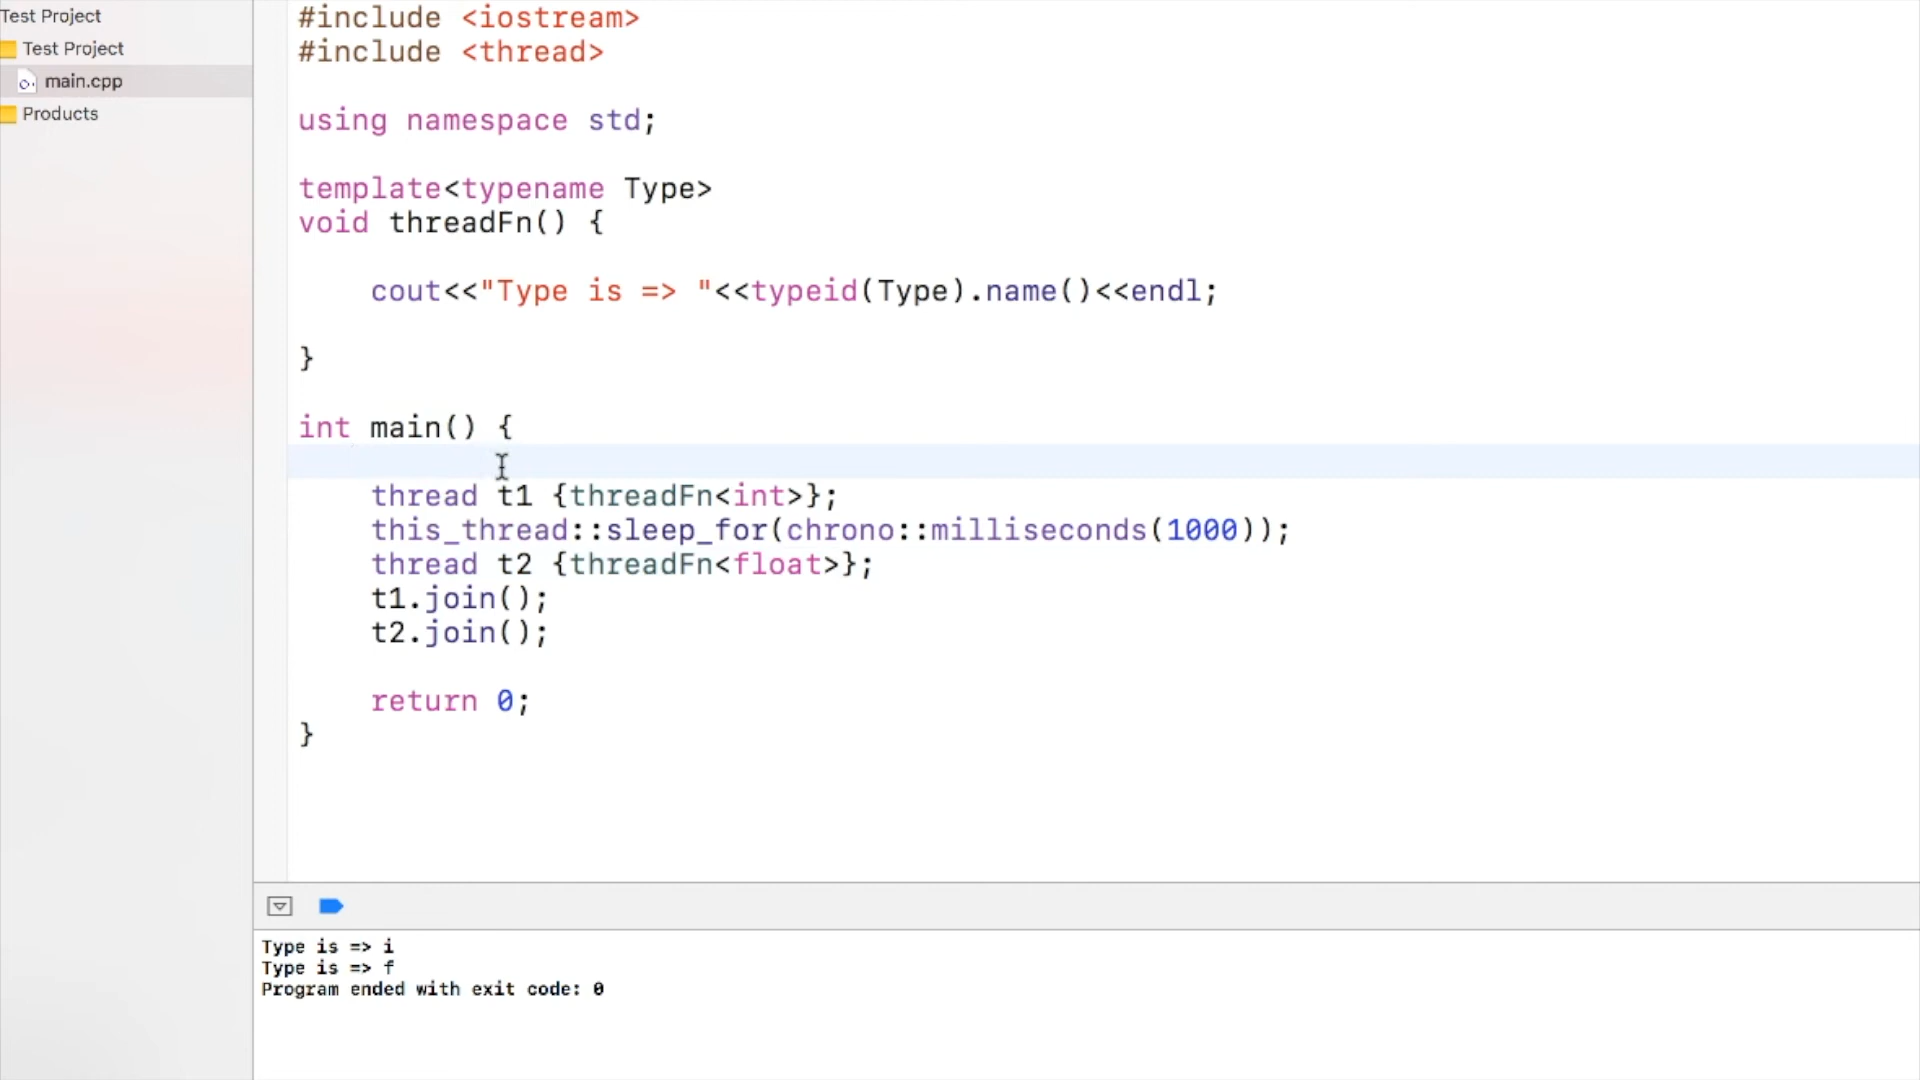 Test Project
Test Project
main.cpp
Products
#include <iostream>
#include <thread>
using namespace std;
template<typename Type>
void threadFn() {
cout<<"Type is => "<<typeid(Type).name()<<endl;
}
int main() {
thread t1 {threadFn<int>};
this_thread::sleep_for(chrono::milliseconds(1000));
thread t2 {threadFn<float>};
t1.join();
t2.join();
return 0;
}
Type is => i
Type is => f
Program ended with exit code: 0